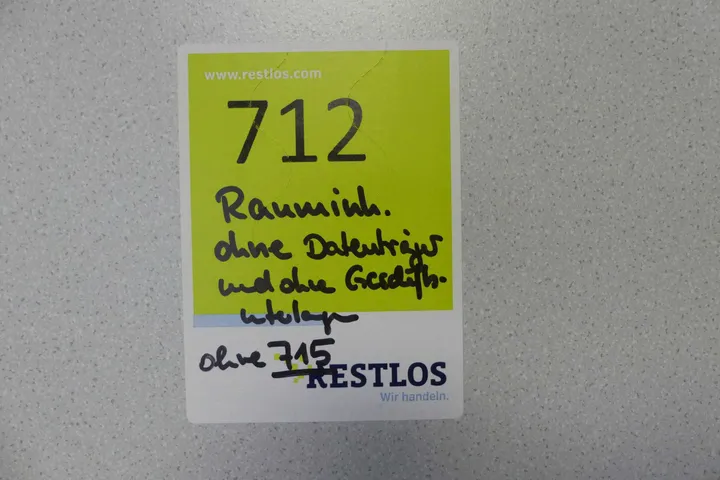 www.restlos.com
712
Rauminh.
ohne Datenträger
und ohne Geschäfts-
unterlagen
ohne 715
RESTLOS
Wir handeln.